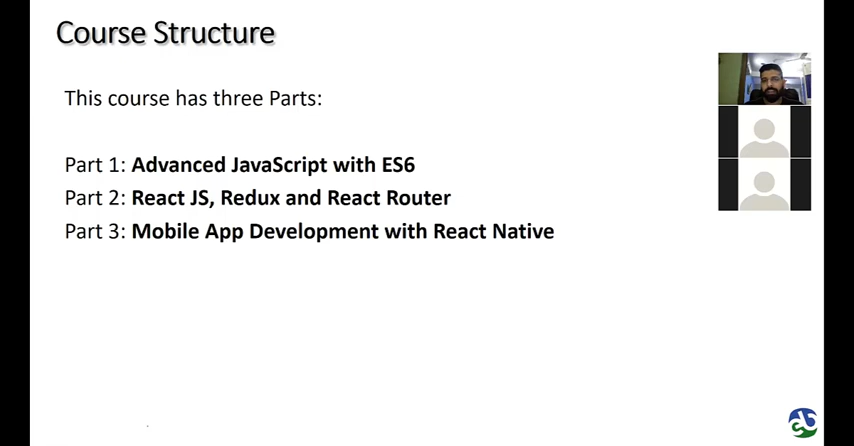 Course Structure
This course has three Parts:
Part 1: Advanced JavaScript with ES6
Part 2: React JS, Redux and React Router
Part 3: Mobile App Development with React Native